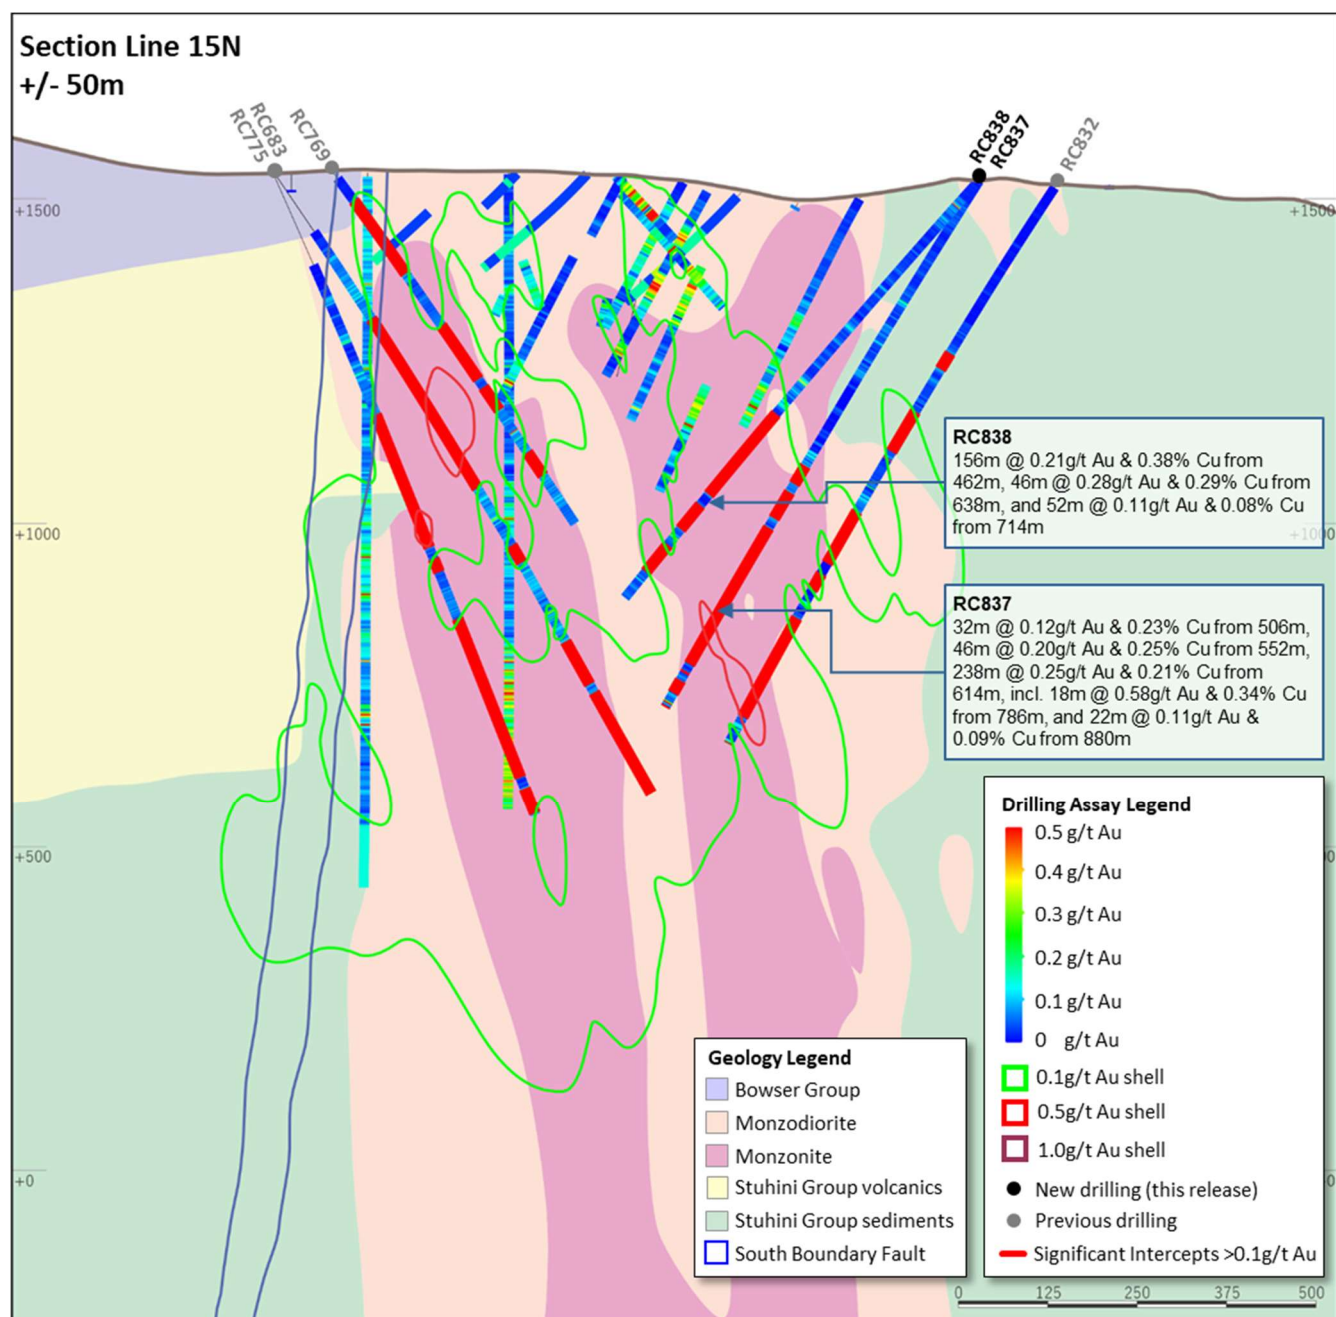 Section Line 15N
+/- 50m
RC775
RC683
RC769
RC838
RC837
RC832
+1500
+1500
RC838
156m @ 0.21g/t Au & 0.38% Cu from
462m, 46m @ 0.28g/t Au & 0.29% Cu from
638m, and 52m @ 0.11g/t Au & 0.08% Cu
from 714m
+1000
+1000
RC837
32m @ 0.12g/t Au & 0.23% Cu from 506m,
46m @ 0.20g/t Au & 0.25% Cu from 552m,
238m @ 0.25g/t Au & 0.21% Cu from
614m, incl. 18m @ 0.58g/t Au & 0.34% Cu
from 786m, and 22m @ 0.11g/t Au &
0.09% Cu from 880m
+500
Drilling Assay Legend
0.5 g/t Au
0.4 g/t Au
0.3 g/t Au
0.2 g/t Au
0.1 g/t Au
0 g/t Au
0.1g/t Au shell
0.5g/t Au shell
1.0g/t Au shell
New drilling (this release)
Previous drilling
Significant Intercepts >0.1g/t Au
Geology Legend
Bowser Group
Monzodiorite
Monzonite
Stuhini Group volcanics
Stuhini Group sediments
South Boundary Fault
+0
0 125 250 375 500